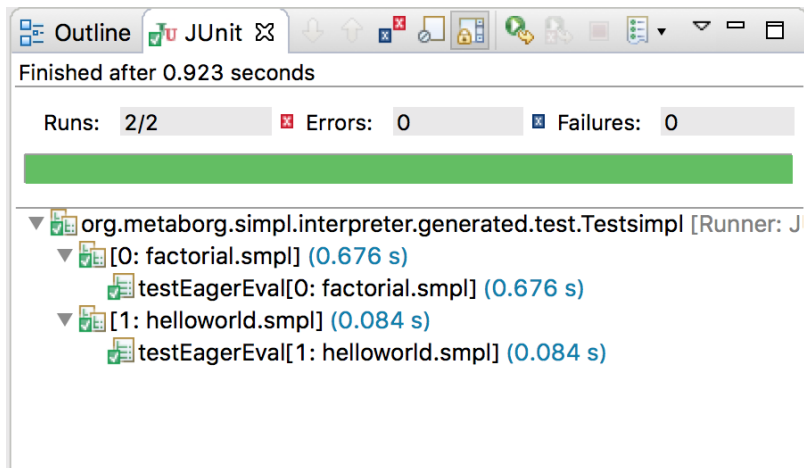 Outline JUnit
Finished after 0.923 seconds
Runs: 2/2 Errors: 0 Failures: 0
org.metaborg.simpl.interpreter.generated.test.Testsimpl [Runner: JU
[0: factorial.smpl] (0.676 s)
testEagerEval[0: factorial.smpl] (0.676 s)
[1: helloworld.smpl] (0.084 s)
testEagerEval[1: helloworld.smpl] (0.084 s)